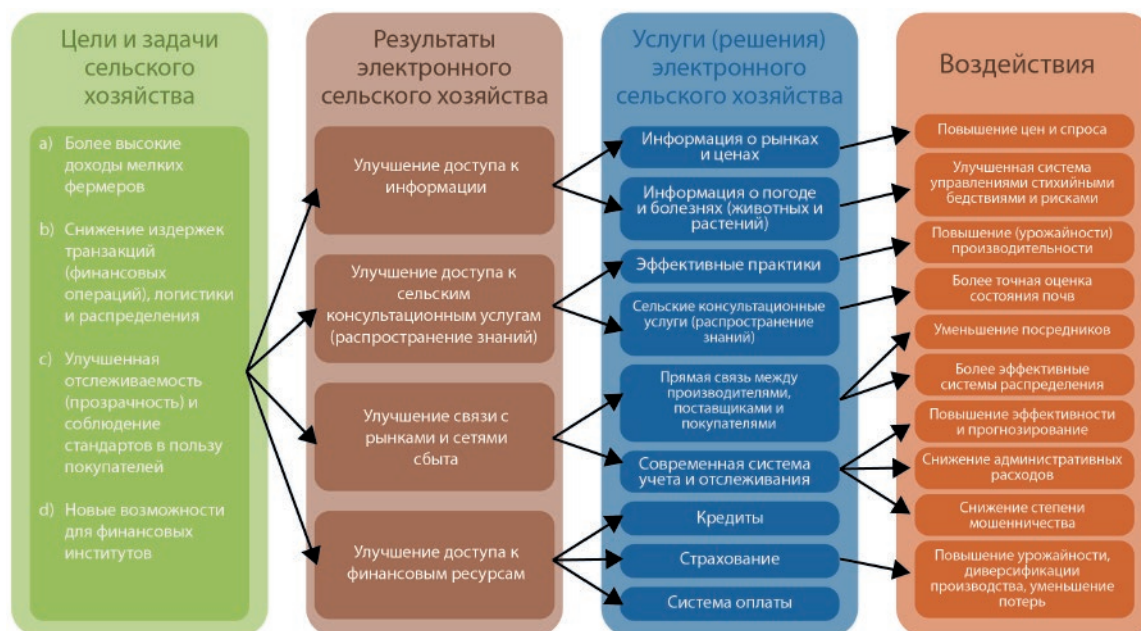 Цели и задачи
сельского
хозяйства
a) Более высокие
доходы мелких
фермеров
b) Снижение издержек
транзакций
(финансовых
операций), логистики
и распределения
c) Улучшенная
отслеживаемость
(прозрачность) и
соблюдение
стандартов в пользу
покупателей
d) Новые возможности
для финансовых
институтов
Результаты
электронного
сельского хозяйства
Улучшение доступа к
информации
Улучшение доступа к
сельским
консультационным услугам
(распространение знаний)
Улучшение связи с
рынками и сетями
сбыта
Улучшение доступа к
финансовым ресурсам
Услуги (решения)
электронного
сельского хозяйства
Информация о рынках
и ценах
Информация о погоде
и болезнях (животных и
растений)
Эффективные практики
Сельские консультационные
услуги (распространение
знаний)
Прямая связь между
производителями,
поставщиками и
покупателями
Современная система
учета и отслеживания
Кредиты
Страхование
Система оплаты
Воздействия
Повышение цен и спроса
Улучшенная система
управлениями стихийными
бедствиями и рисками
Повышение (урожайности)
производительности
Более точная оценка
состояния почв
Уменьшение посредников
Более эффективные
системы распределения
Повышение эффективности
и прогнозирование
Снижение административных
расходов
Снижение степени
мошенничества
Повышение урожайности,
диверсификации
производства, уменьшение
потерь